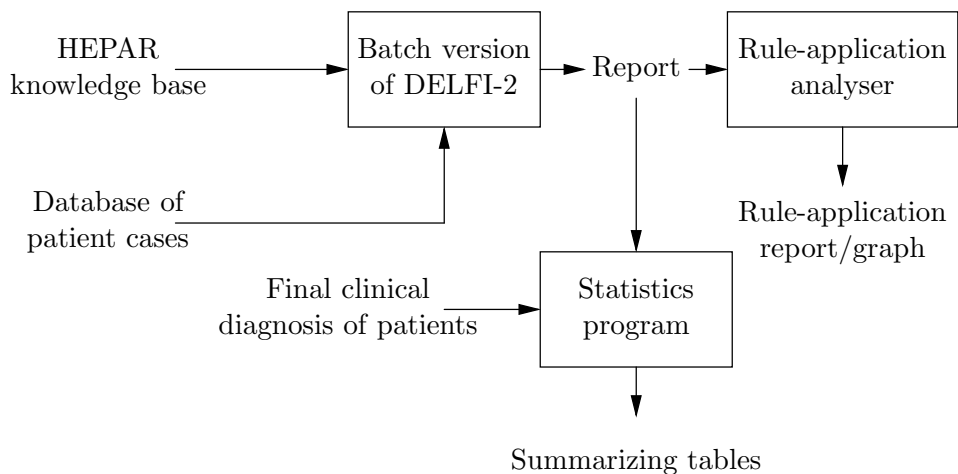 HEPAR
knowledge base
Batch version
of DELFI-2
Report
Rule-application
analyser
Database of
patient cases
Rule-application
report/graph
Final clinical
diagnosis of patients
Statistics
program
Summarizing tables